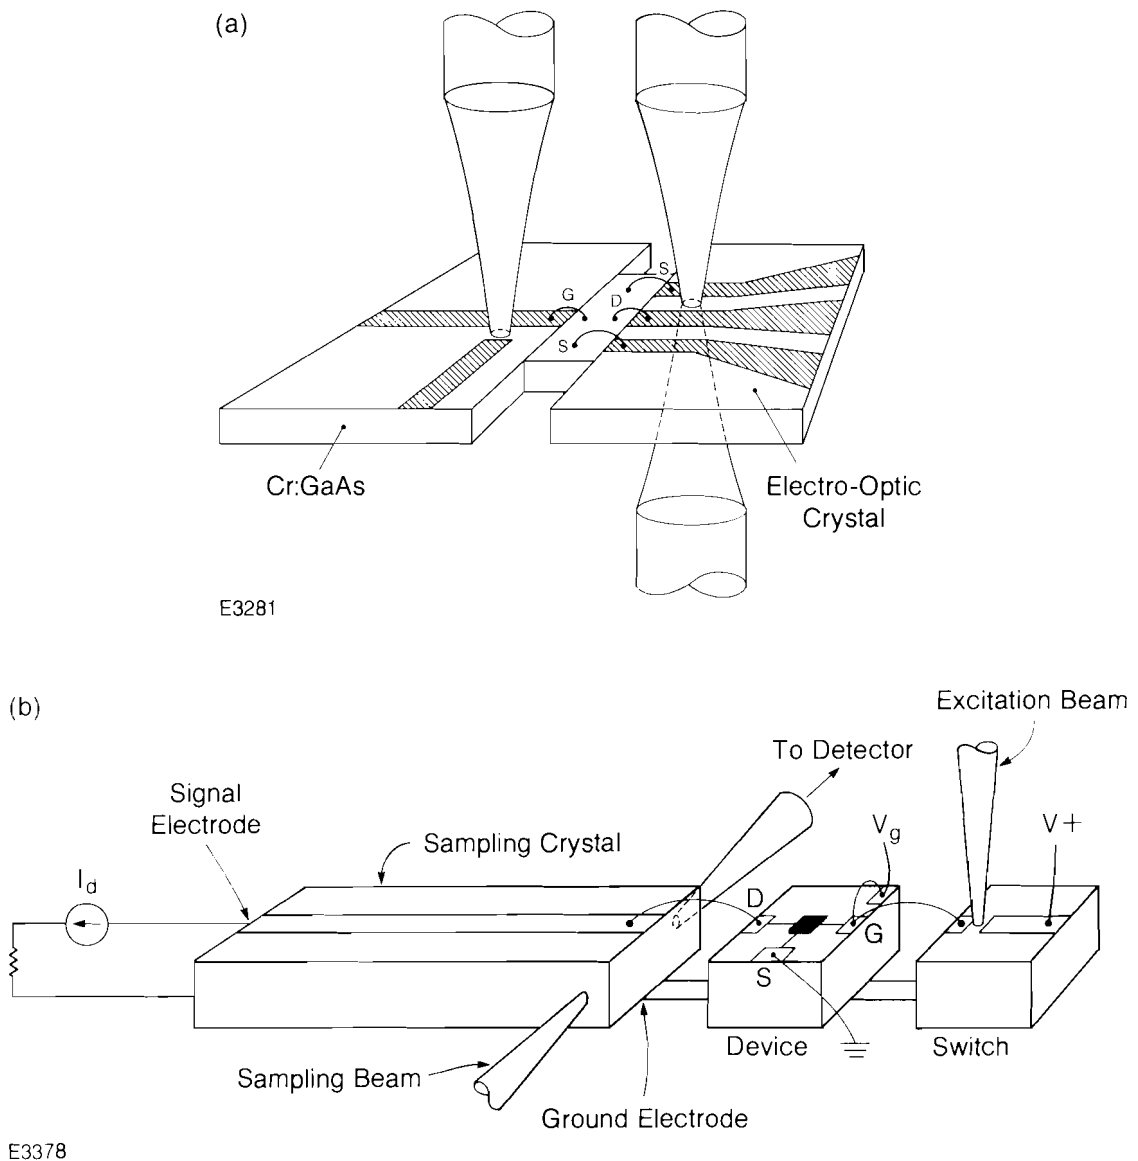 (a)
S
G
D
S
Cr:GaAs
Electro-Optic
Crystal
E3281
(b)
Excitation Beam
To Detector
Signal
Electrode
Sampling Crystal
Vg
V+
Id
D
G
S
Device
Switch
Sampling Beam
Ground Electrode
E3378